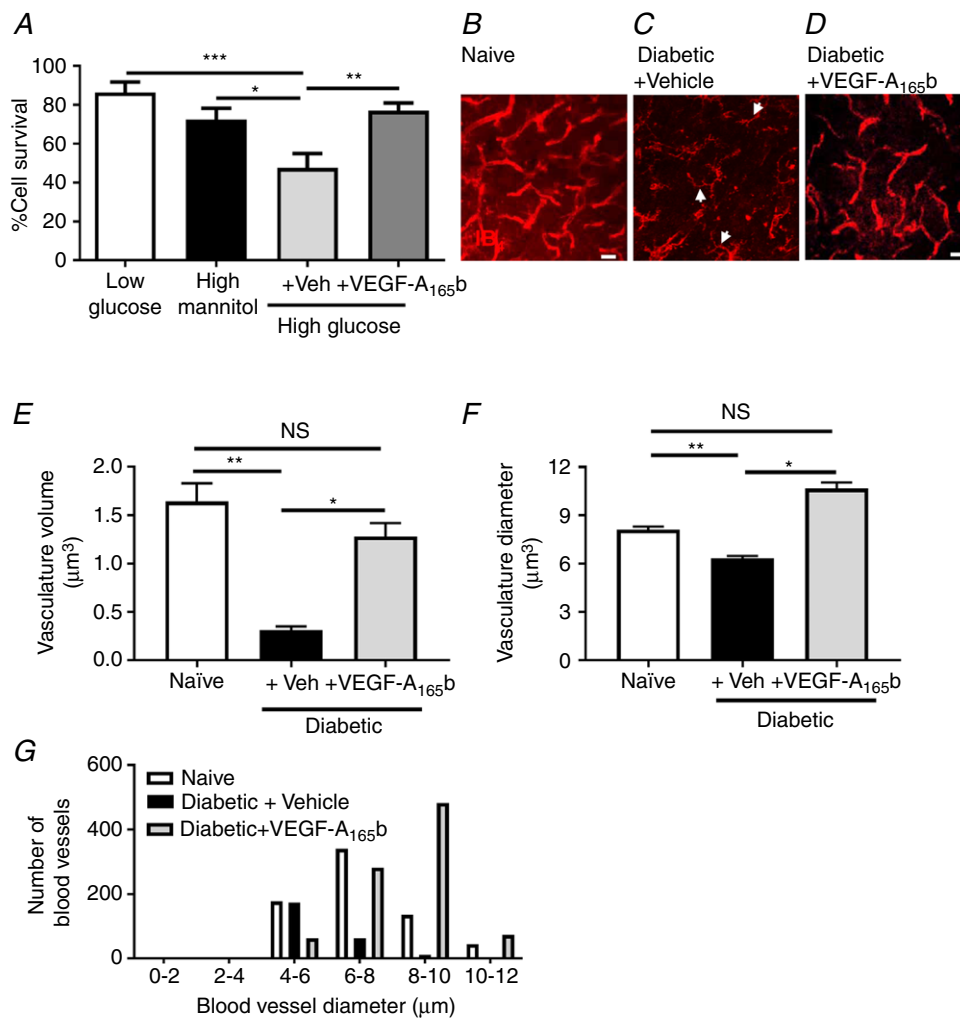 A
B
C
D
Naive
Diabetic
+Vehicle
Diabetic
+VEGF-A165b
***
*
**
%Cell survival
100
80
60
40
20
0
Low
glucose
High
mannitol
+Veh +VEGF-A165b
High glucose
E
NS
**
*
Vasculature volume
(μm³)
2.0
1.5
1.0
0.5
0.0
Naïve
+ Veh +VEGF-A165b
Diabetic
F
NS
**
*
Vasculature diameter
(μm³)
12
9
6
3
0
Naïve
+ Veh +VEGF-A165b
Diabetic
G
Number of
blood vessels
600
400
200
0
Naive
Diabetic + Vehicle
Diabetic+VEGF-A165b
0-2 2-4 4-6 6-8 8-10 10-12
Blood vessel diameter (μm)